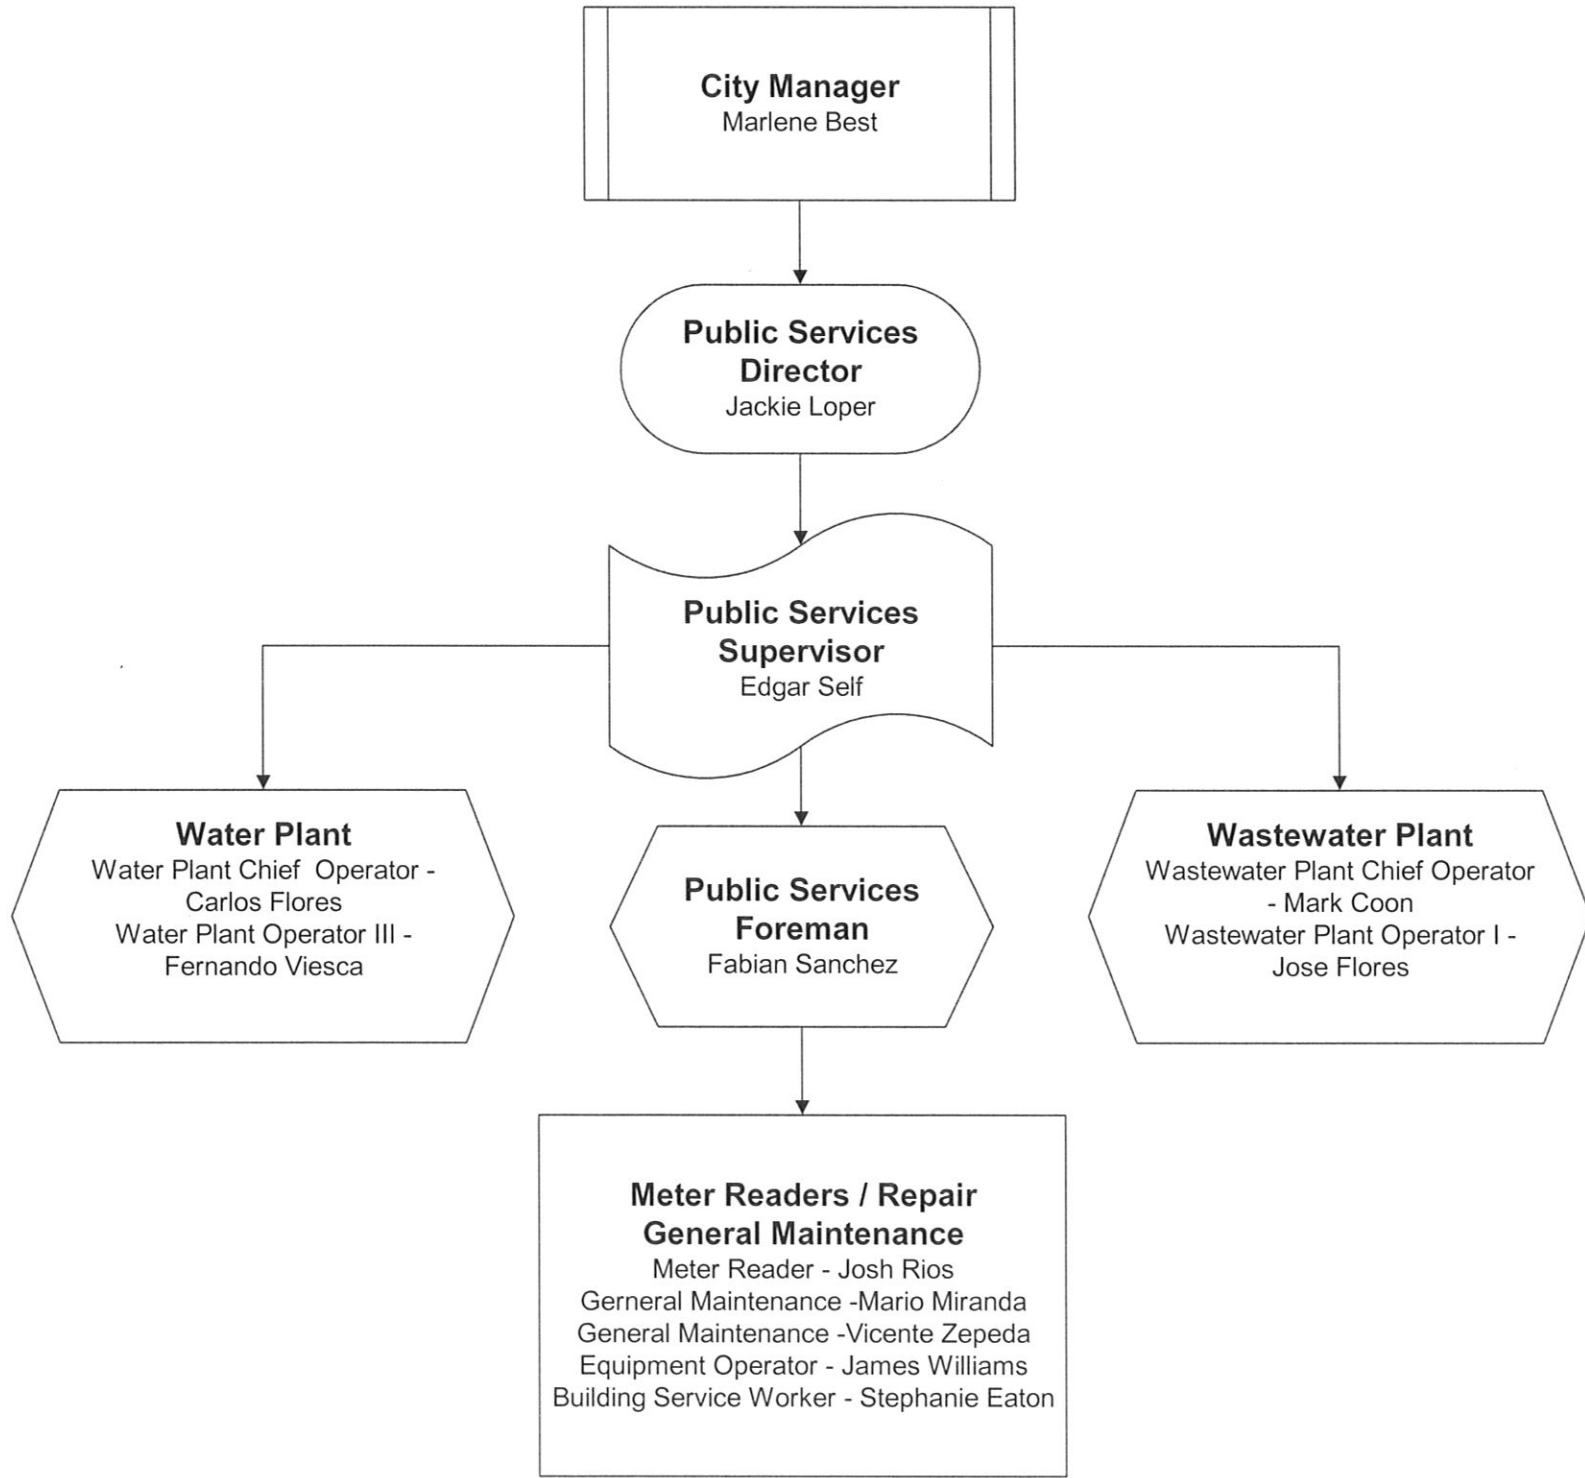 City Manager
Marlene Best
Public Services
Director
Jackie Loper
Public Services
Supervisor
Edgar Self
Water Plant
Water Plant Chief  Operator -
Carlos Flores
Water Plant Operator III -
Fernando Viesca
Public Services
Foreman
Fabian Sanchez
Wastewater Plant
Wastewater Plant Chief Operator
- Mark Coon
Wastewater Plant Operator I -
Jose Flores
Meter Readers / Repair
General Maintenance
Meter Reader - Josh Rios
Gerneral Maintenance -Mario Miranda
General Maintenance -Vicente Zepeda
Equipment Operator - James Williams
Building Service Worker - Stephanie Eaton